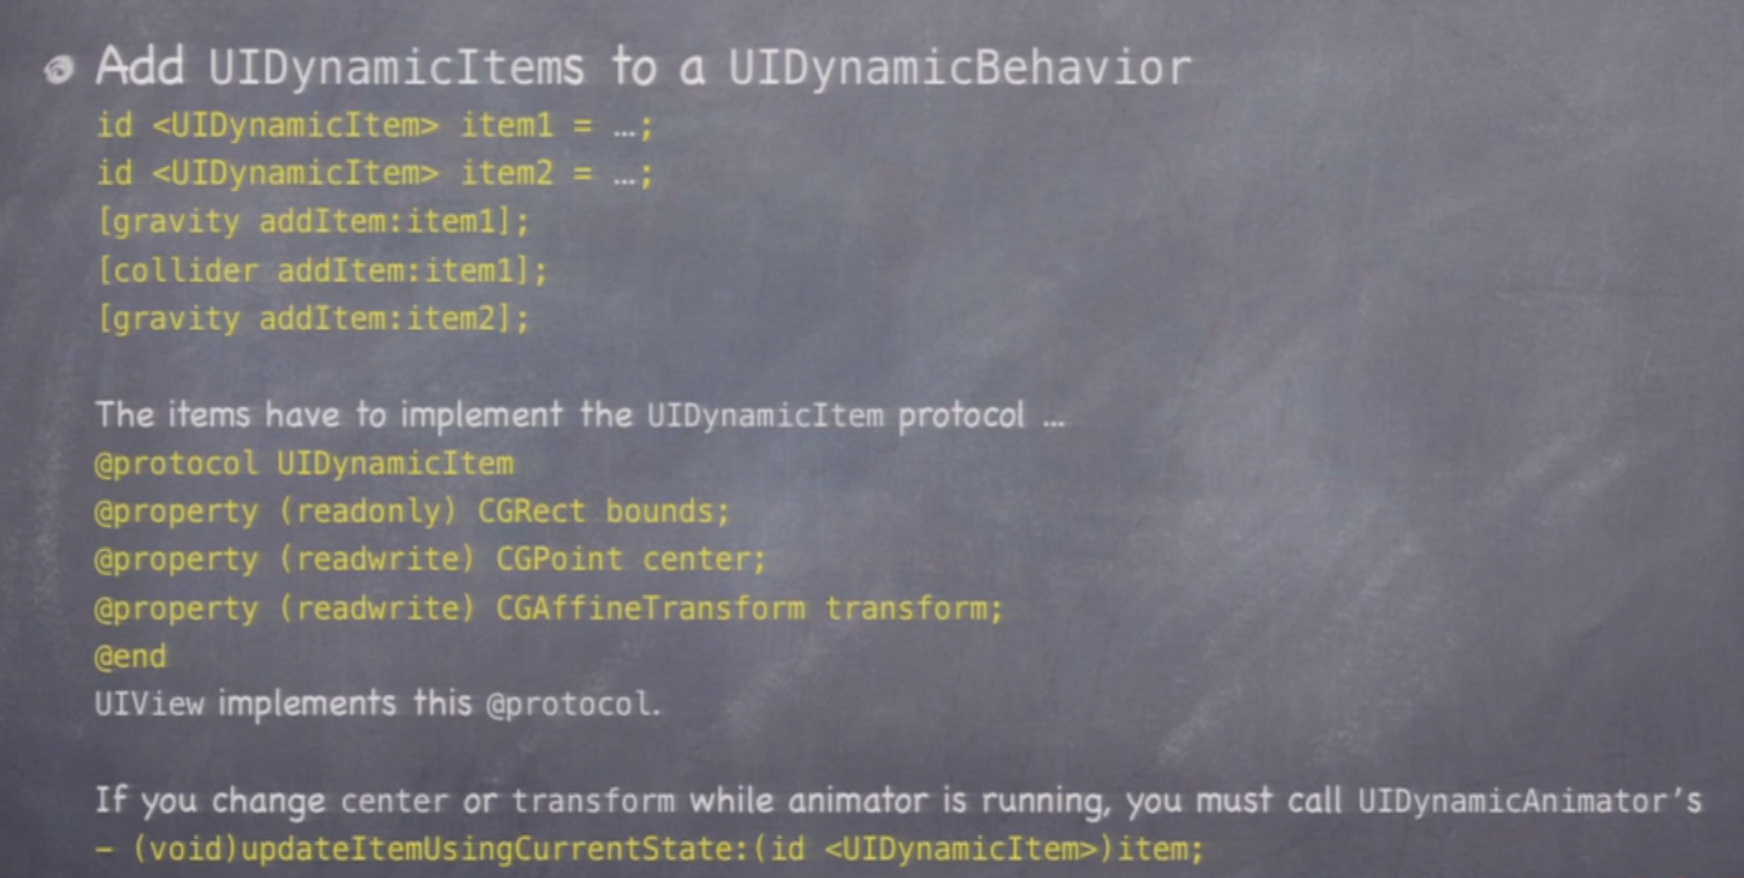 Add UIDynamicItems to a UIDynamicBehavior
id <UIDynamicItem> item1 = …;
id <UIDynamicItem> item2 = …;
[gravity addItem:item1];
[collider addItem:item1];
[gravity addItem:item2];
The items have to implement the UIDynamicItem protocol …
@protocol UIDynamicItem
@property (readonly) CGRect bounds;
@property (readwrite) CGPoint center;
@property (readwrite) CGAffineTransform transform;
@end
UIView implements this @protocol.
If you change center or transform while animator is running, you must call UIDynamicAnimator’s
– (void)updateItemUsingCurrentState:(id <UIDynamicItem>)item;